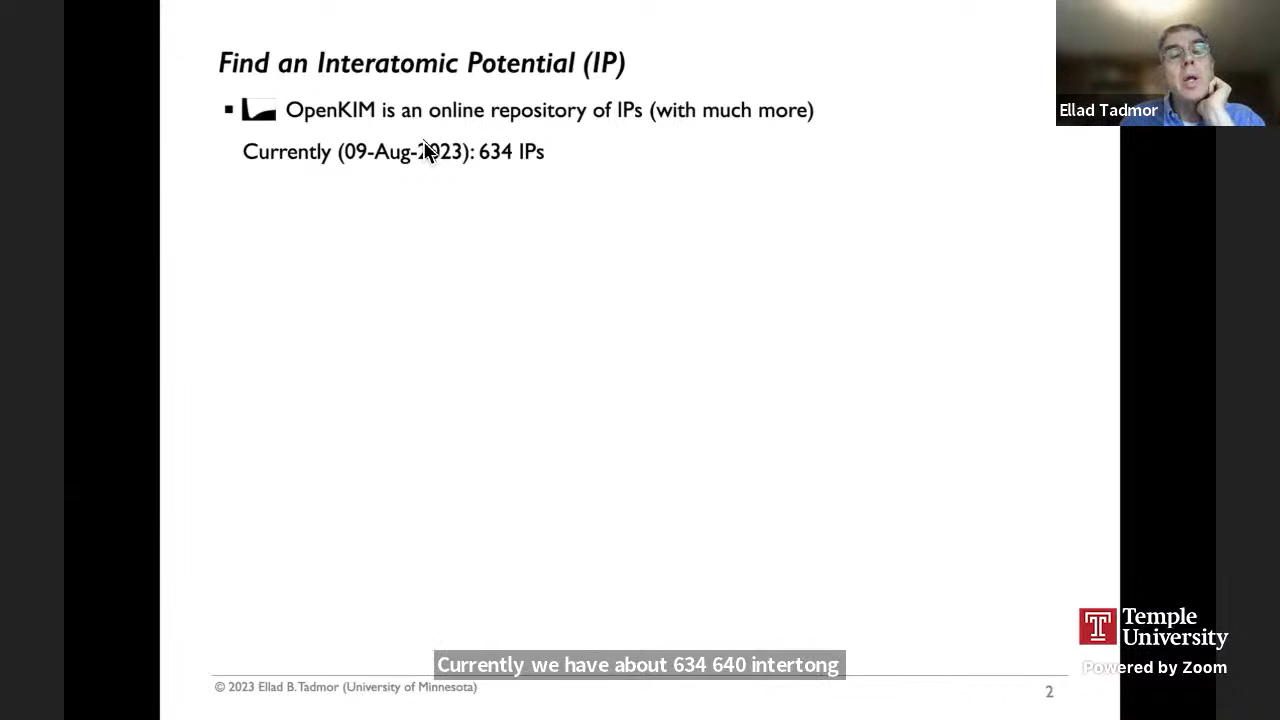 Find an Interatomic Potential (IP)
OpenKIM is an online repository of IPs (with much more)
Currently (09-Aug-2023): 634 IPs
Ellad Tadmor
Temple
University
Powered by Zoom
Currently we have about 634 640 intertong
© 2023 Ellad B. Tadmor (University of Minnesota)
2